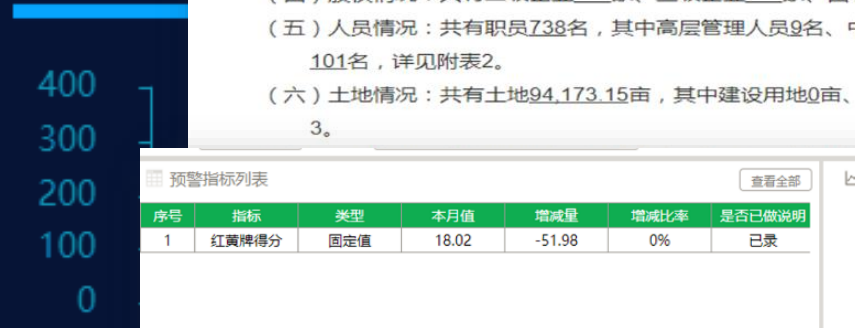 （五）人员情况：共有职员738名，其中高层管理人员9名、
101名，详见附表2。
（六）土地情况：共有土地94,173.15亩，其中建设用地0亩、
3。
400
300
200
100
0
预警指标列表 查看全部
序号 指标 类型 本月值 增减量 增减比率 是否已做说明
1 红黄牌得分 固定值 18.02 -51.98 0% 已录